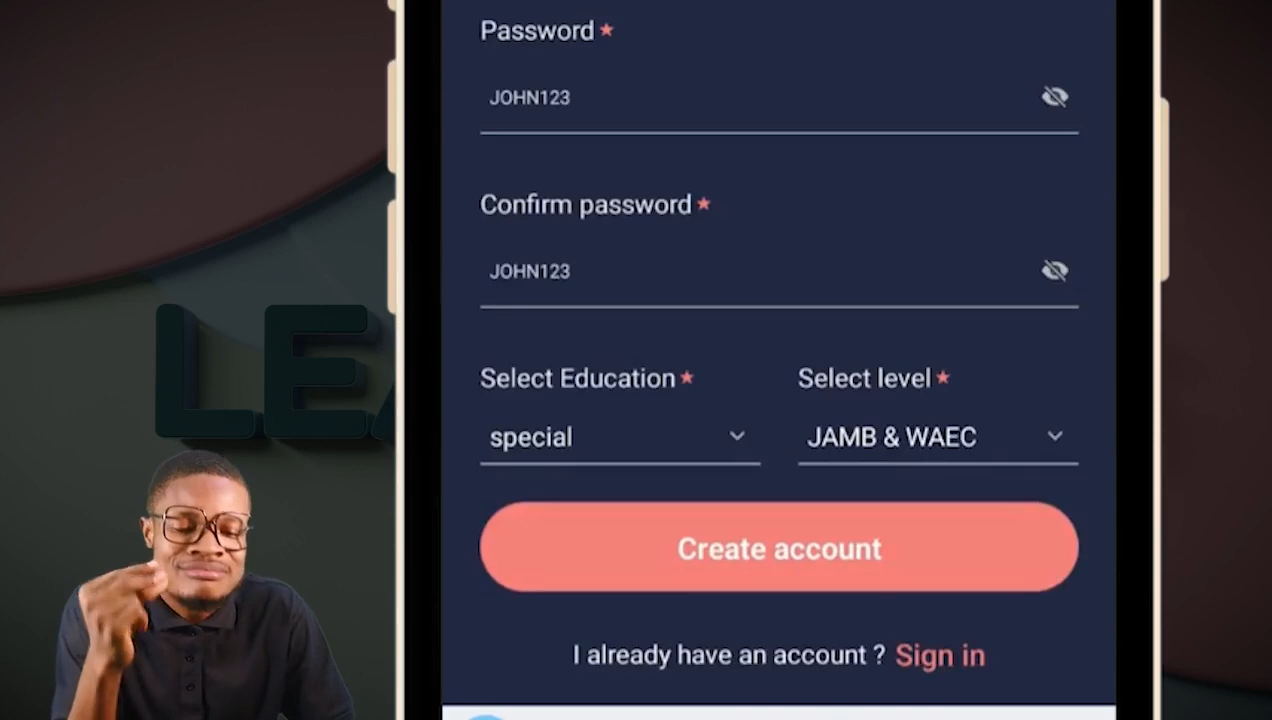 Password *
JOHN123
Confirm password *
JOHN123
Select Education * Select level *
special JAMB & WAEC
Create account
I already have an account ? Sign in
LEA